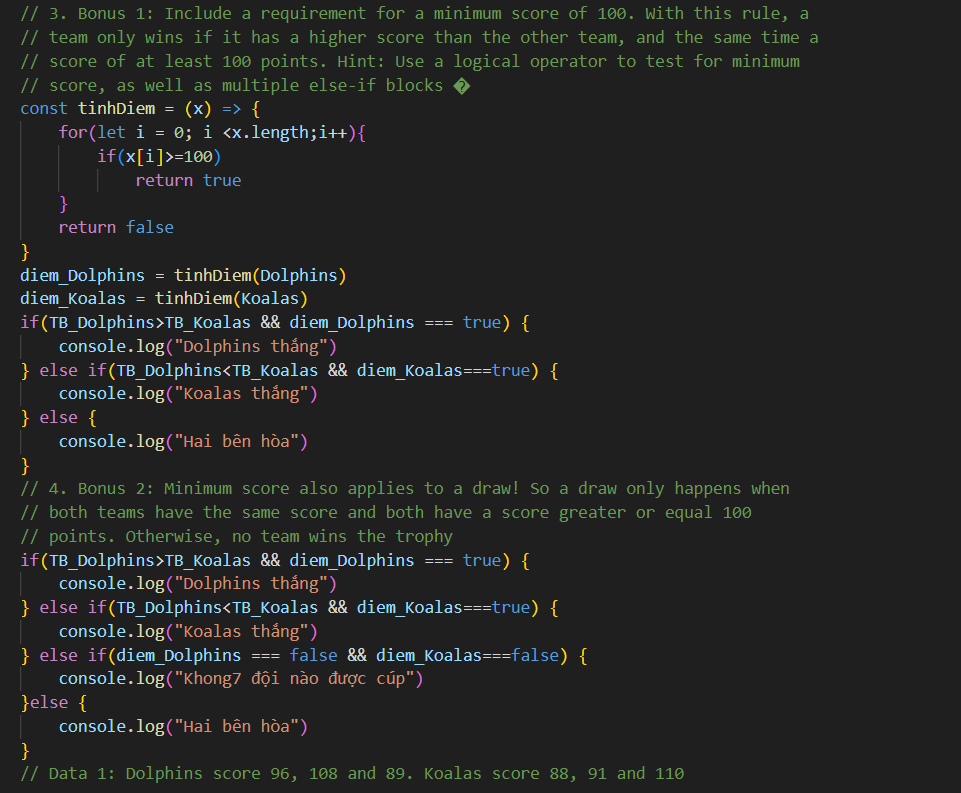 // 3. Bonus 1: Include a requirement for a minimum score of 100. With this rule, a
// team only wins if it has a higher score than the other team, and the same time a
// score of at least 100 points. Hint: Use a logical operator to test for minimum
// score, as well as multiple else-if blocks �
const tinhDiem = (x) => {
    for(let i = 0; i <x.length;i++){
        if(x[i]>=100)
            return true
    }
    return false
}
diem_Dolphins = tinhDiem(Dolphins)
diem_Koalas = tinhDiem(Koalas)
if(TB_Dolphins>TB_Koalas && diem_Dolphins === true) {
    console.log("Dolphins thắng")
} else if(TB_Dolphins<TB_Koalas && diem_Koalas===true) {
    console.log("Koalas thắng")
} else {
    console.log("Hai bên hòa")
}
// 4. Bonus 2: Minimum score also applies to a draw! So a draw only happens when
// both teams have the same score and both have a score greater or equal 100
// points. Otherwise, no team wins the trophy
if(TB_Dolphins>TB_Koalas && diem_Dolphins === true) {
    console.log("Dolphins thắng")
} else if(TB_Dolphins<TB_Koalas && diem_Koalas===true) {
    console.log("Koalas thắng")
} else if(diem_Dolphins === false && diem_Koalas===false) {
    console.log("Khong7 đội nào được cúp")
}else {
    console.log("Hai bên hòa")
}
// Data 1: Dolphins score 96, 108 and 89. Koalas score 88, 91 and 110